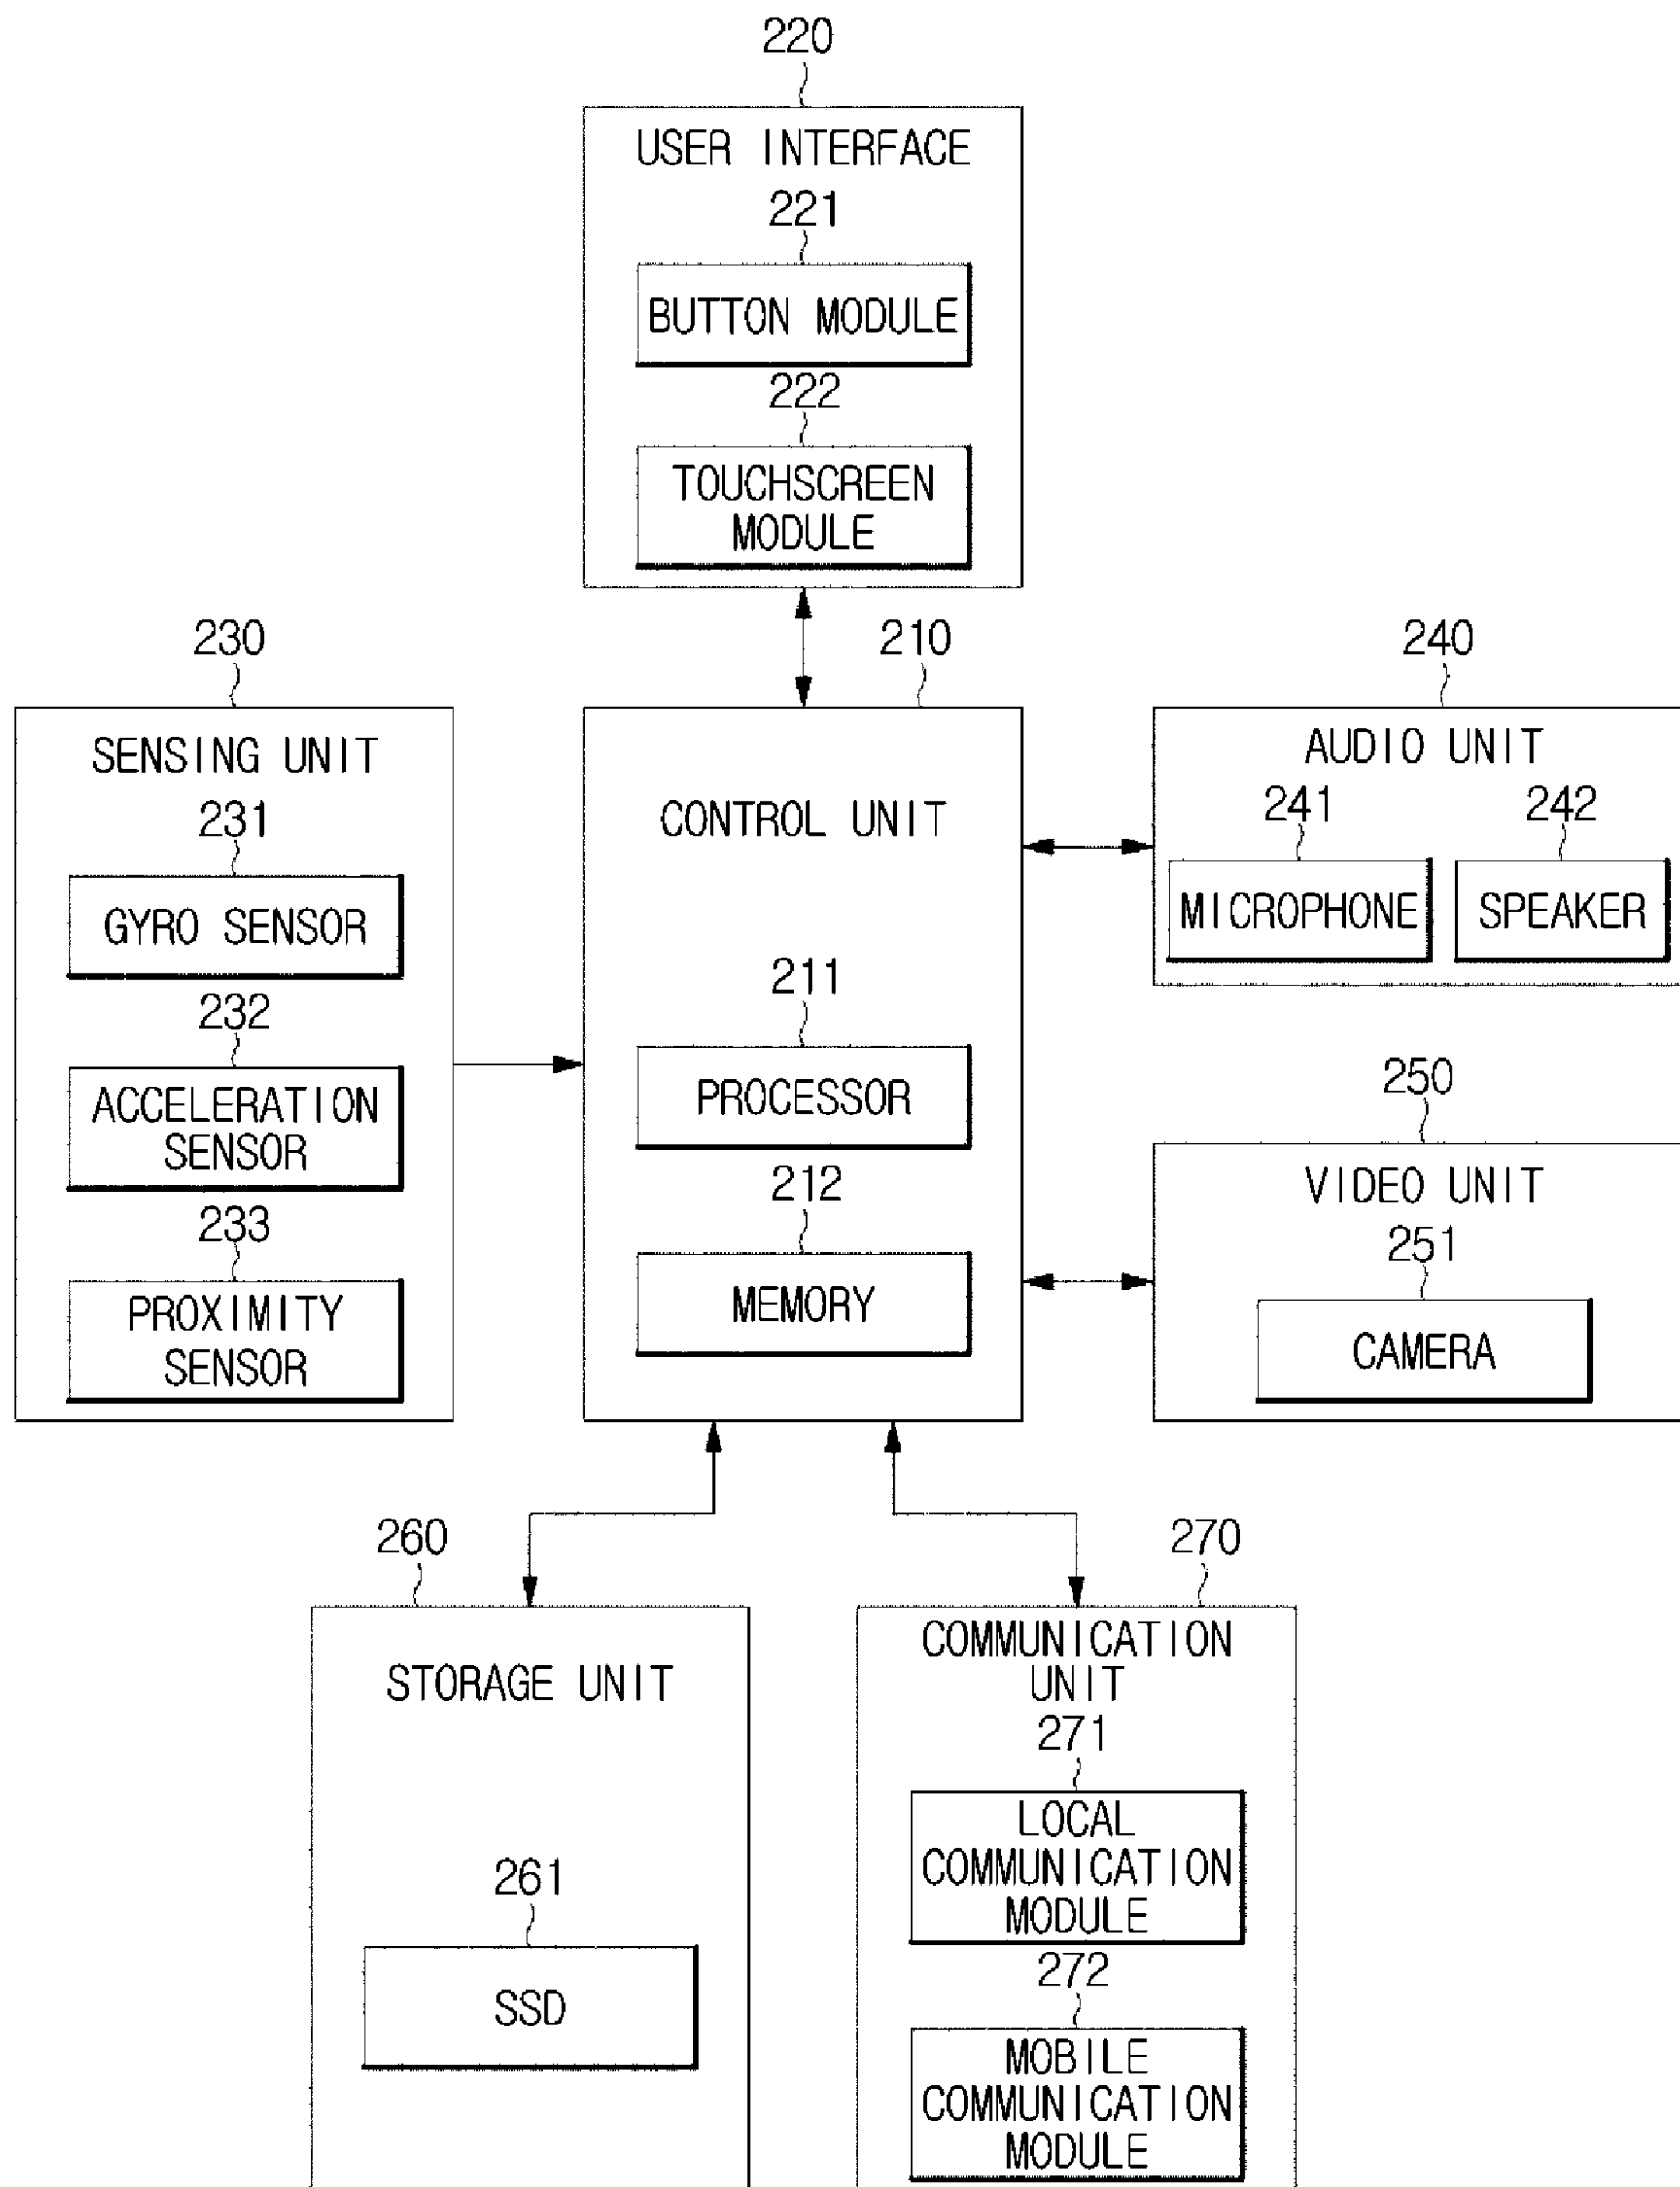 220
USER INTERFACE
221
BUTTON MODULE
222
TOUCHSCREEN
MODULE
230
SENSING UNIT
231
GYRO SENSOR
232
ACCELERATION
SENSOR
233
PROXIMITY
SENSOR
210
CONTROL UNIT
211
PROCESSOR
212
MEMORY
240
AUDIO UNIT
241
MICROPHONE
242
SPEAKER
250
VIDEO UNIT
251
CAMERA
260
STORAGE UNIT
261
SSD
270
COMMUNICATION
UNIT
271
LOCAL
COMMUNICATION
MODULE
272
MOBILE
COMMUNICATION
MODULE